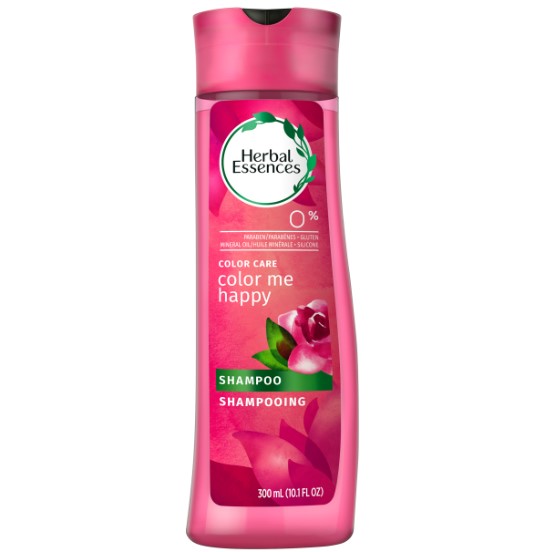 Herbal
Essences
0%
PARABEN/PARABÈNES • GLUTEN
MINERAL OIL/HUILE MINÉRALE • SILICONE
COLOR CARE
color me
happy
SHAMPOO
SHAMPOOING
300 mL (10.1 FL OZ)